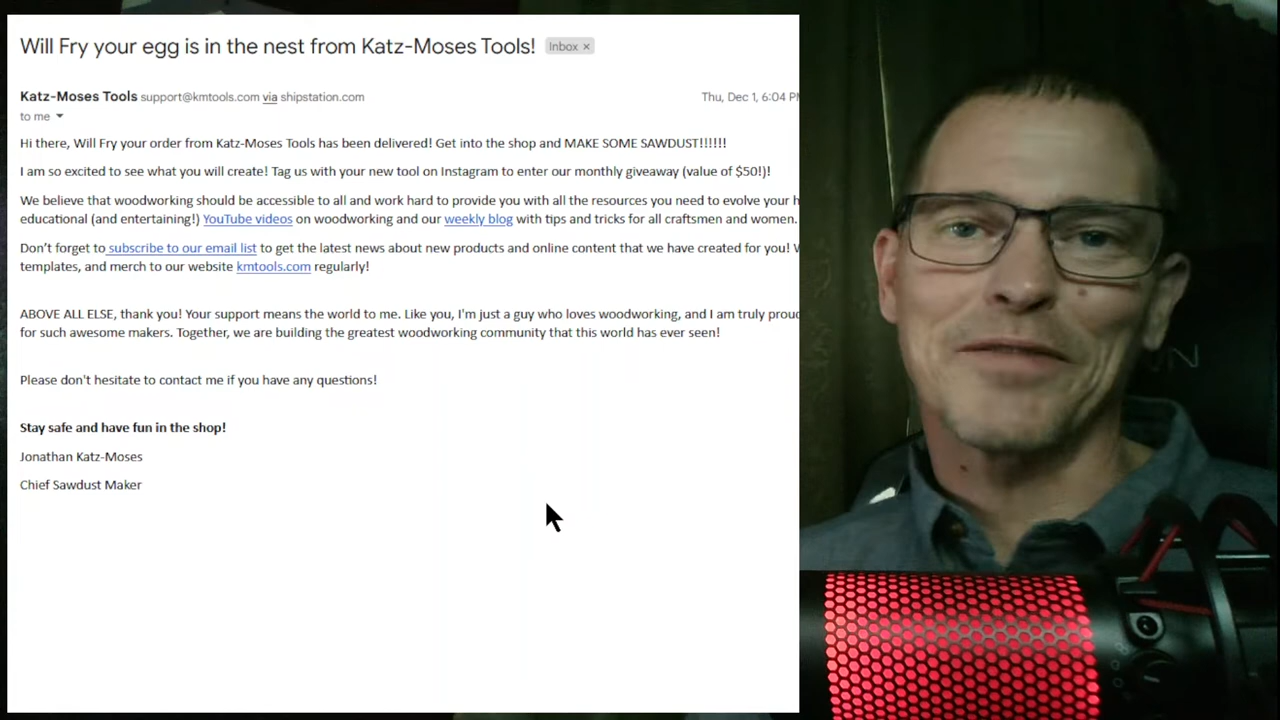 Will Fry your egg is in the nest from Katz-Moses Tools! Inbox ×
Katz-Moses Tools support@kmtools.com via shipstation.com Thu, Dec 1, 6:04 PM
to me
Hi there, Will Fry your order from Katz-Moses Tools has been delivered! Get into the shop and MAKE SOME SAWDUST!!!!!!
I am so excited to see what you will create! Tag us with your new tool on Instagram to enter our monthly giveaway (value of $50!)!
We believe that woodworking should be accessible to all and work hard to provide you with all the resources you need to evolve your
educational (and entertaining!) YouTube videos on woodworking and our weekly blog with tips and tricks for all craftsmen and women.
Don't forget to subscribe to our email list to get the latest news about new products and online content that we have created for you!
templates, and merch to our website kmtools.com regularly!
ABOVE ALL ELSE, thank you! Your support means the world to me. Like you, I'm just a guy who loves woodworking, and I am truly proud
for such awesome makers. Together, we are building the greatest woodworking community that this world has ever seen!
Please don't hesitate to contact me if you have any questions!
Stay safe and have fun in the shop!
Jonathan Katz-Moses
Chief Sawdust Maker